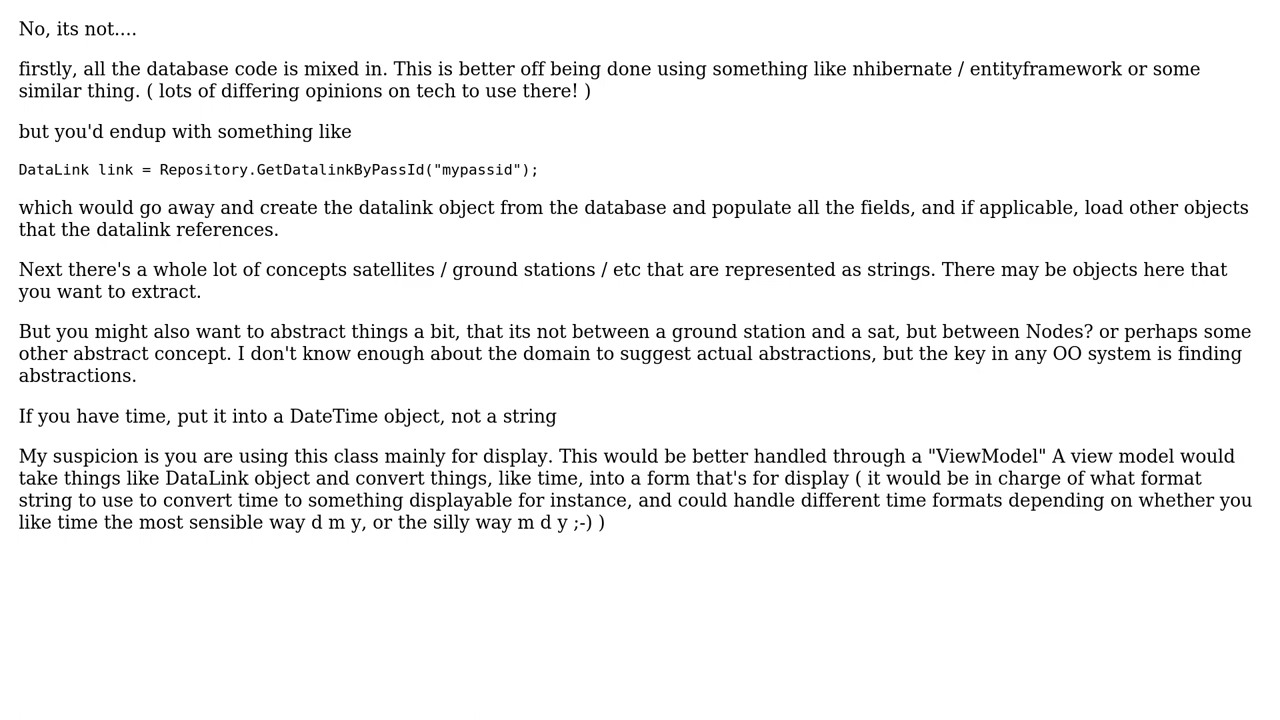 No, its not....
firstly, all the database code is mixed in. This is better off being done using something like nhibernate / entityframework or some
similar thing. ( lots of differing opinions on tech to use there! )
but you'd endup with something like
DataLink link = Repository.GetDatalinkByPassId("mypassid");
which would go away and create the datalink object from the database and populate all the fields, and if applicable, load other objects
that the datalink references.
Next there's a whole lot of concepts satellites / ground stations / etc that are represented as strings. There may be objects here that
you want to extract.
But you might also want to abstract things a bit, that its not between a ground station and a sat, but between Nodes? or perhaps some
other abstract concept. I don't know enough about the domain to suggest actual abstractions, but the key in any OO system is finding
abstractions.
If you have time, put it into a DateTime object, not a string
My suspicion is you are using this class mainly for display. This would be better handled through a "ViewModel" A view model would
take things like DataLink object and convert things, like time, into a form that's for display ( it would be in charge of what format
string to use to convert time to something displayable for instance, and could handle different time formats depending on whether you
like time the most sensible way d m y, or the silly way m d y ;-) )